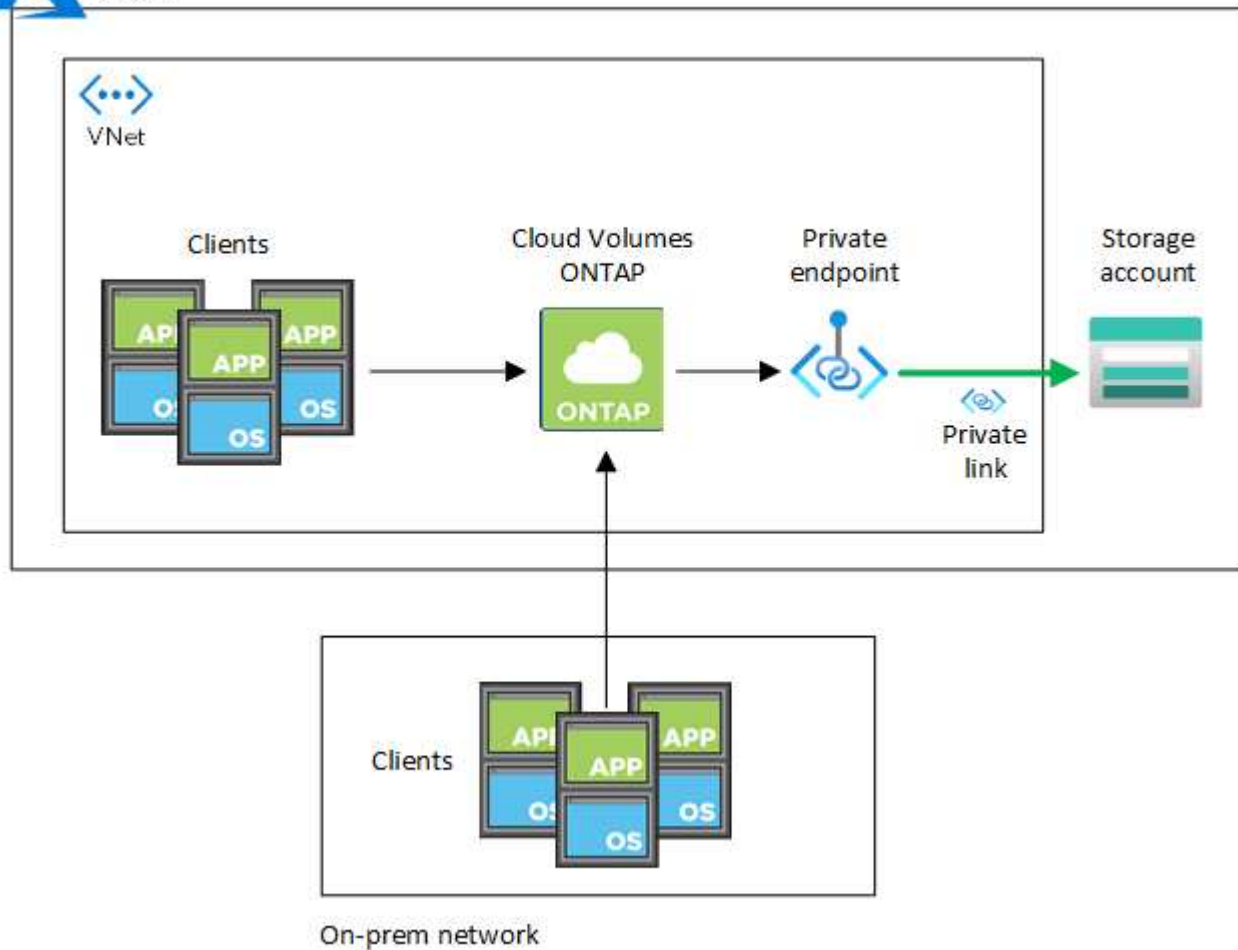 VNet
Clients
Cloud Volumes
ONTAP
Private
endpoint
Storage
account
APP
APP
APP
OS
OS
OS
ONTAP
Private
link
Clients
APP
APP
APP
OS
OS
OS
On-prem network